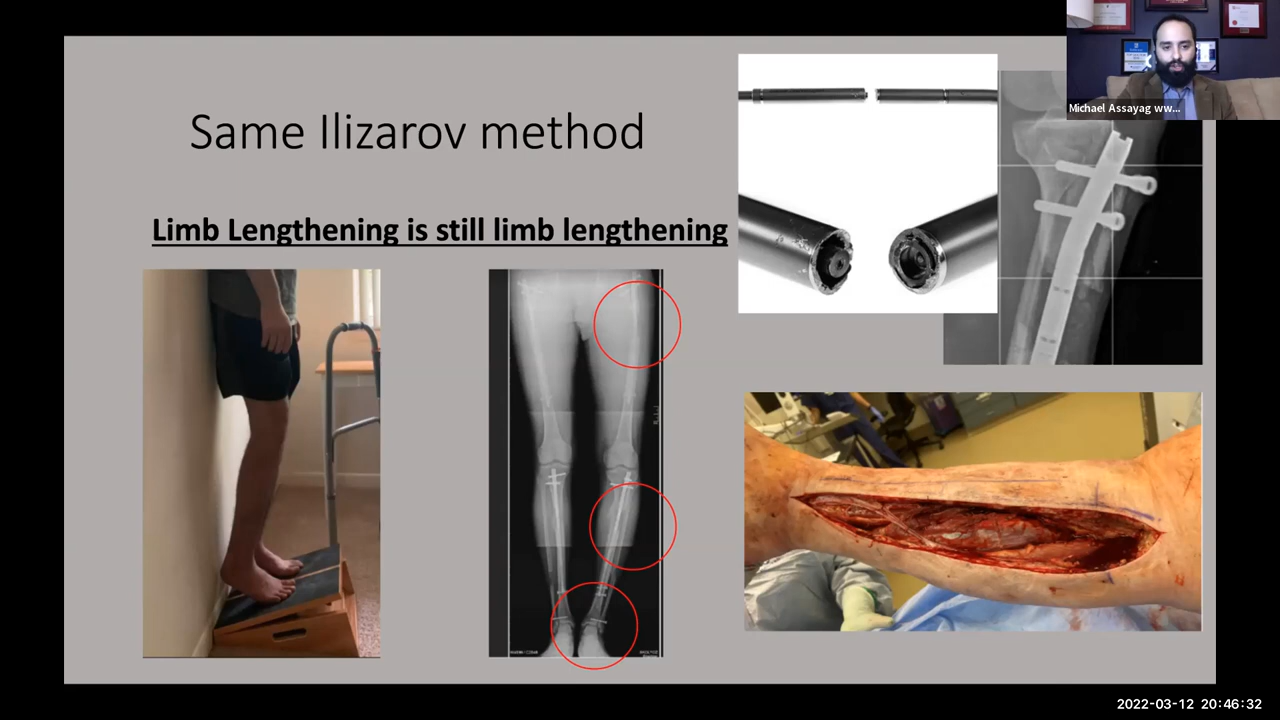 Same Ilizarov method
Limb Lengthening is still limb lengthening
Michael Assayag ww...
2022-03-12 20:46:32